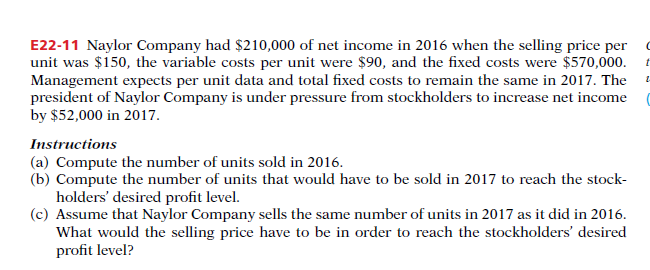 E22-11 Naylor Company had $210,000 of net income in 2016 when the selling price per
unit was $150, the variable costs per unit were $90, and the fixed costs were $570,000.
Management expects per unit data and total fixed costs to remain the same in 2017. The
president of Naylor Company is under pressure from stockholders to increase net income
by $52,000 in 2017.
Instructions
(a) Compute the number of units sold in 2016.
(b) Compute the number of units that would have to be sold in 2017 to reach the stock-
holders' desired profit level.
(c) Assume that Naylor Company sells the same number of units in 2017 as it did in 2016.
What would the selling price have to be in order to reach the stockholders' desired
profit level?